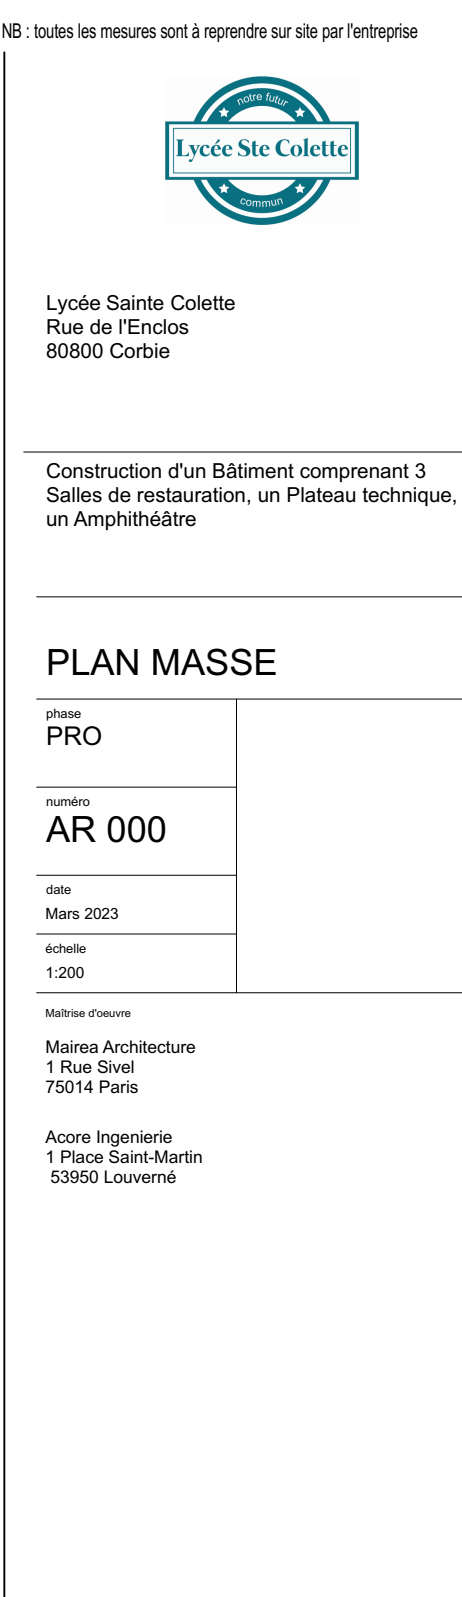 NB : toutes les mesures sont à reprendre sur site par l'entreprise
notre futur
Lycée Ste Colette
commun
Lycée Sainte Colette
Rue de l'Enclos
80800 Corbie
Construction d'un Bâtiment comprenant 3
Salles de restauration, un Plateau technique,
un Amphithéâtre
PLAN MASSE
phase
PRO
numéro
AR 000
date
Mars 2023
échelle
1:200
Maîtrise d'oeuvre
Mairea Architecture
1 Rue Sivel
75014 Paris
Acore Ingenierie
1 Place Saint-Martin
53950 Louverné